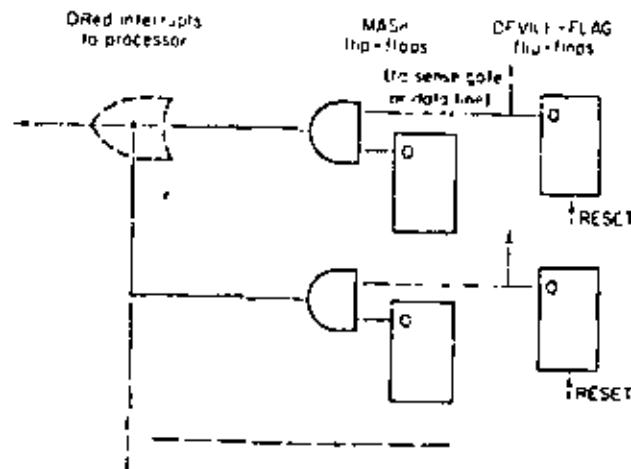 ORed interrupts
to processor
MASK
flip-flops
DEVICE-FLAG
flip-flops
(to sense gate
or data line)
Q
Q
RESET
Q
Q
RESET